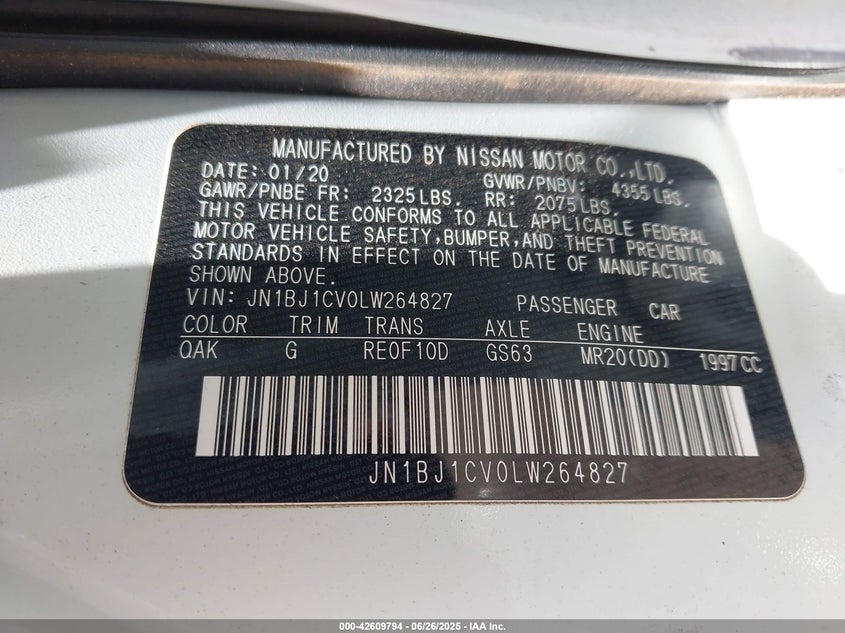 MANUFACTURED BY NISSAN MOTOR CO.,LTD.
DATE: 01/20 GVWR/PNBV: 4355 LBS.
GAWR/PNBE FR: 2325 LBS. RR: 2075 LBS.
THIS VEHICLE CONFORMS TO ALL APPLICABLE FEDERAL
MOTOR VEHICLE SAFETY,BUMPER,AND THEFT PREVENTION
STANDARDS IN EFFECT ON THE DATE OF MANUFACTURE
SHOWN ABOVE.
VIN: JN1BJ1CV0LW264827 PASSENGER CAR
COLOR TRIM TRANS AXLE ENGINE
QAK G RE0F10D GS63 MR20(DD) 1997CC
JN1BJ1CV0LW264827
000-42609794 - 06/26/2025 - IAA Inc.